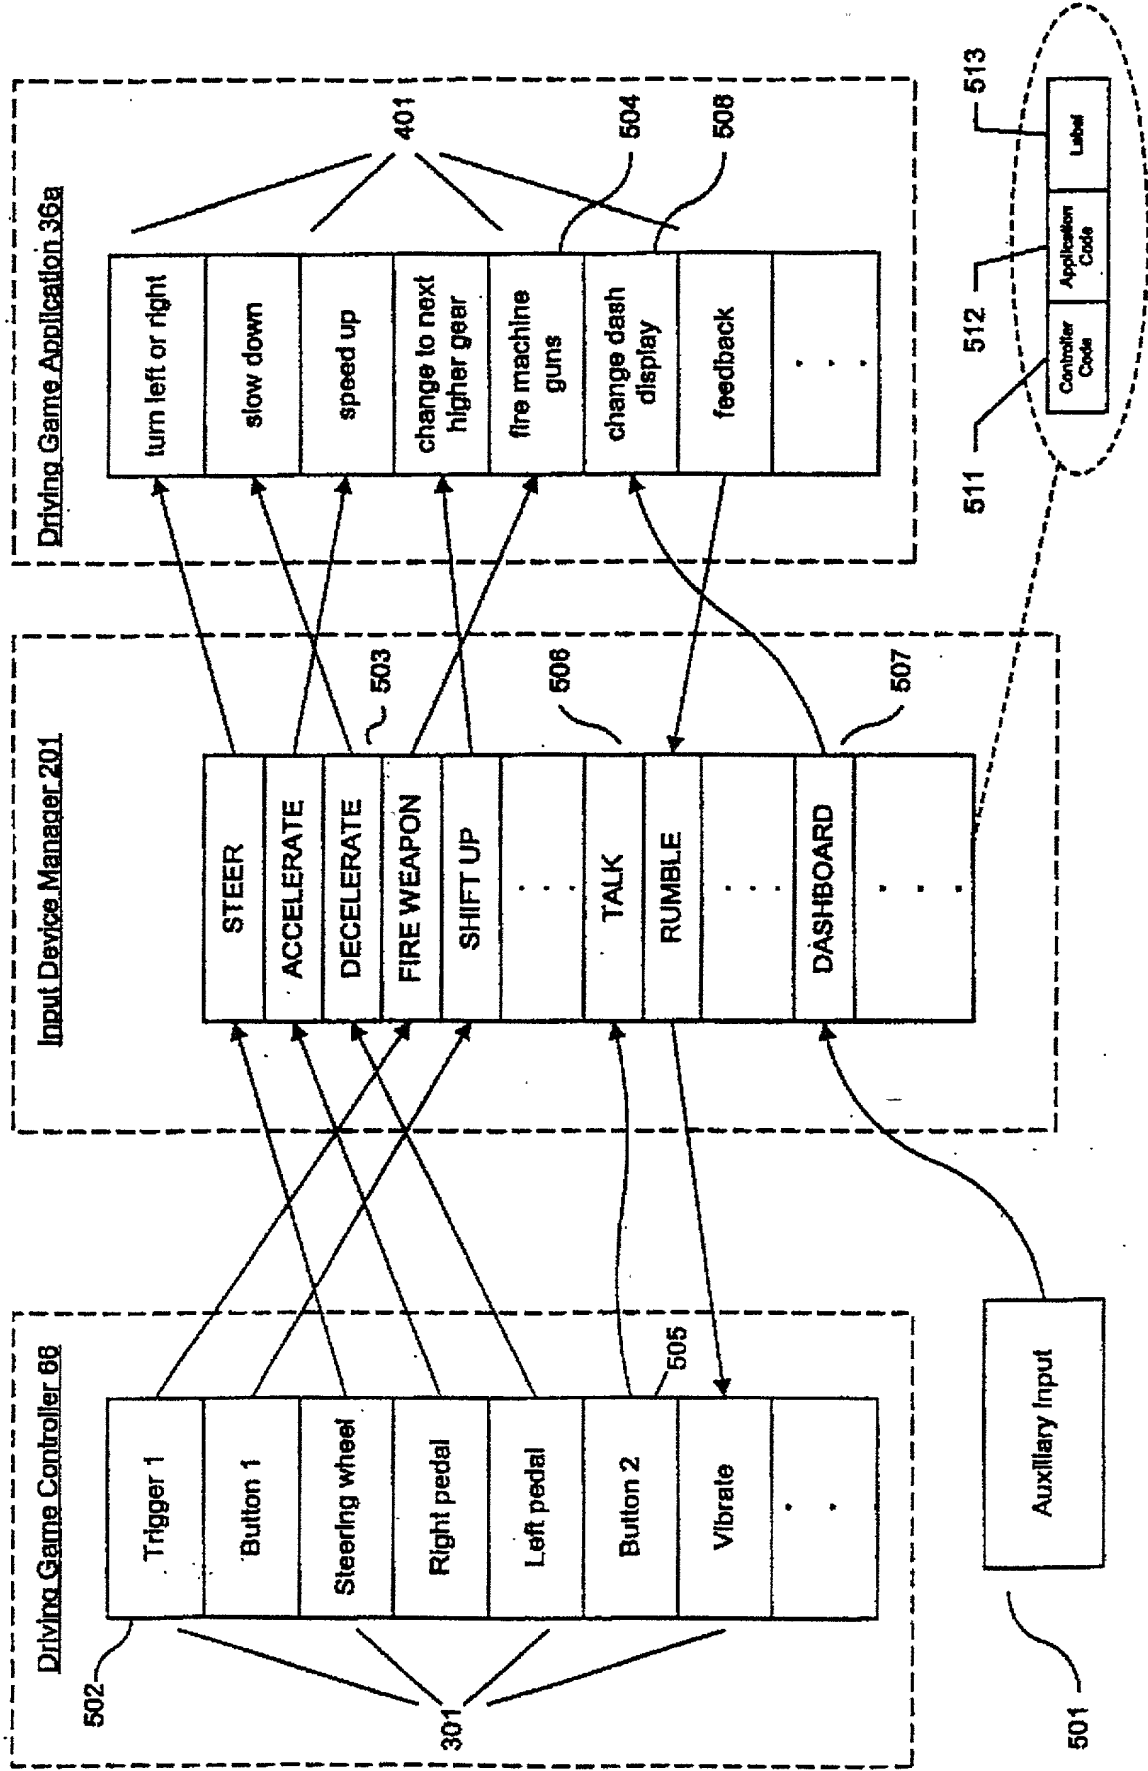 Driving Game Controller 66
502
Trigger 1
Button 1
Steering wheel
Right pedal
Left pedal
Button 2
505
Vibrate
. .
301
501
Auxiliary Input
Input Device Manager 201
STEER
ACCELERATE
DECELERATE
503
FIRE WEAPON
SHIFT UP
. . .
506
TALK
RUMBLE
. . .
DASHBOARD
507
. . .
Driving Game Application 36a
turn left or right
slow down
speed up
change to next
higher gear
fire machine
guns
change dash
display
feedback
. . .
401
504
508
511
512
513
Controller
Code
Application
Code
Label